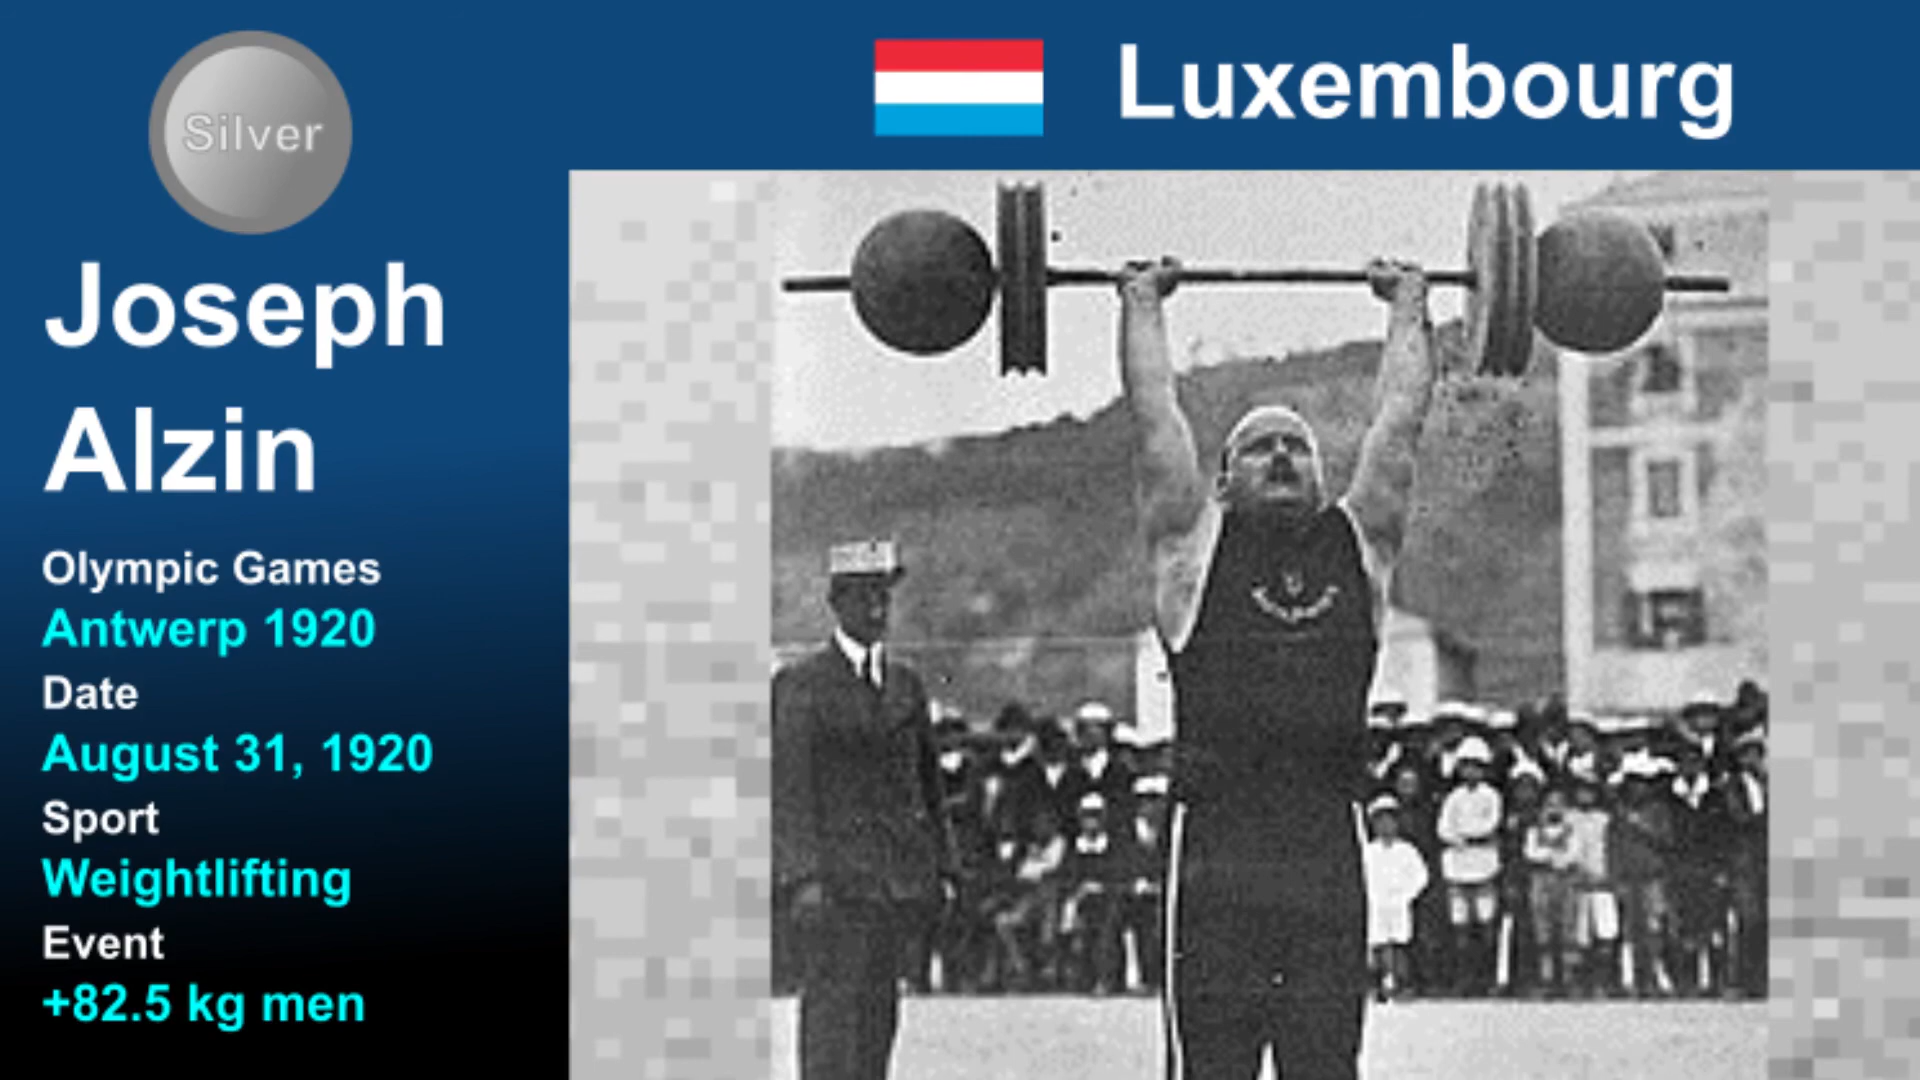 Silver
Luxembourg
Joseph
Alzin
Olympic Games
Antwerp 1920
Date
August 31, 1920
Sport
Weightlifting
Event
+82.5 kg men